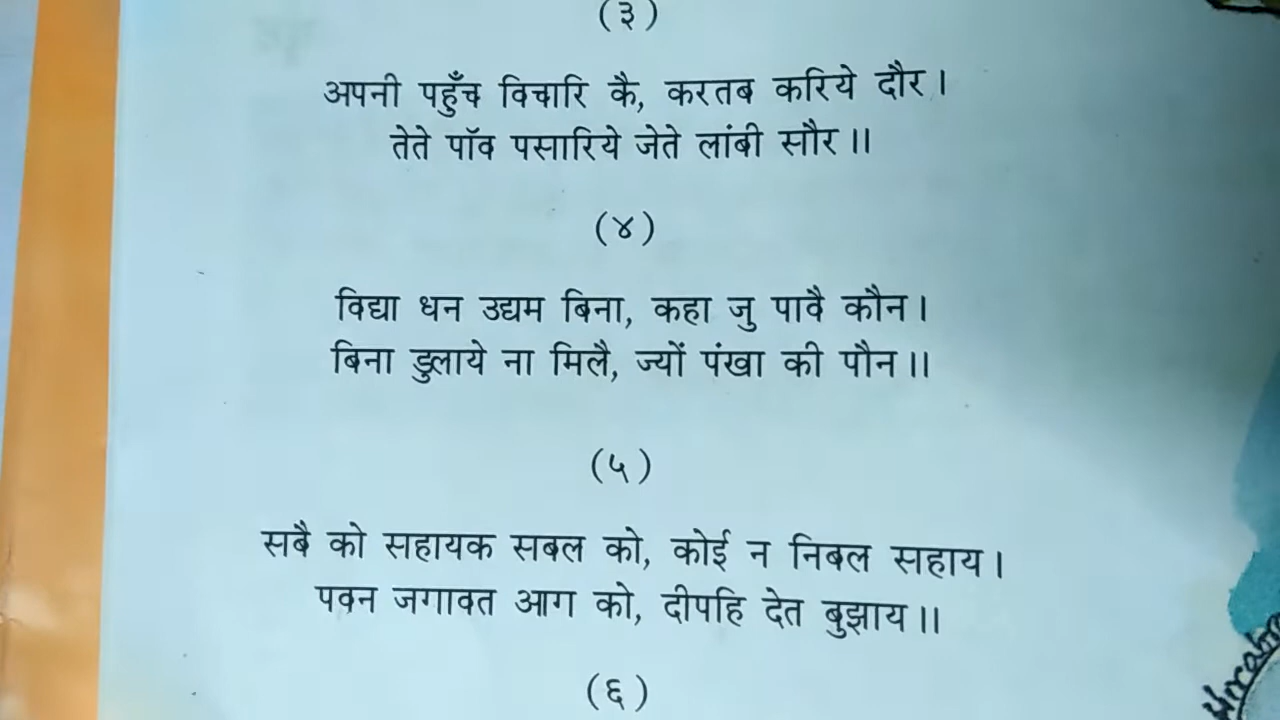 (३)
अपनी पहुँच विचारि कै, करतब करिये दौर।
तेते पॉव पसारिये जेते लांबी सौर॥
(४)
विद्या धन उद्यम बिना, कहा जु पावै कौन।
बिना डुलाये ना मिलै, ज्यों पंखा की पौन॥
(५)
सबै को सहायक सबल को, कोई न निबल सहाय।
पवन जगावत आग को, दीपहि देत बुझाय॥
(६)